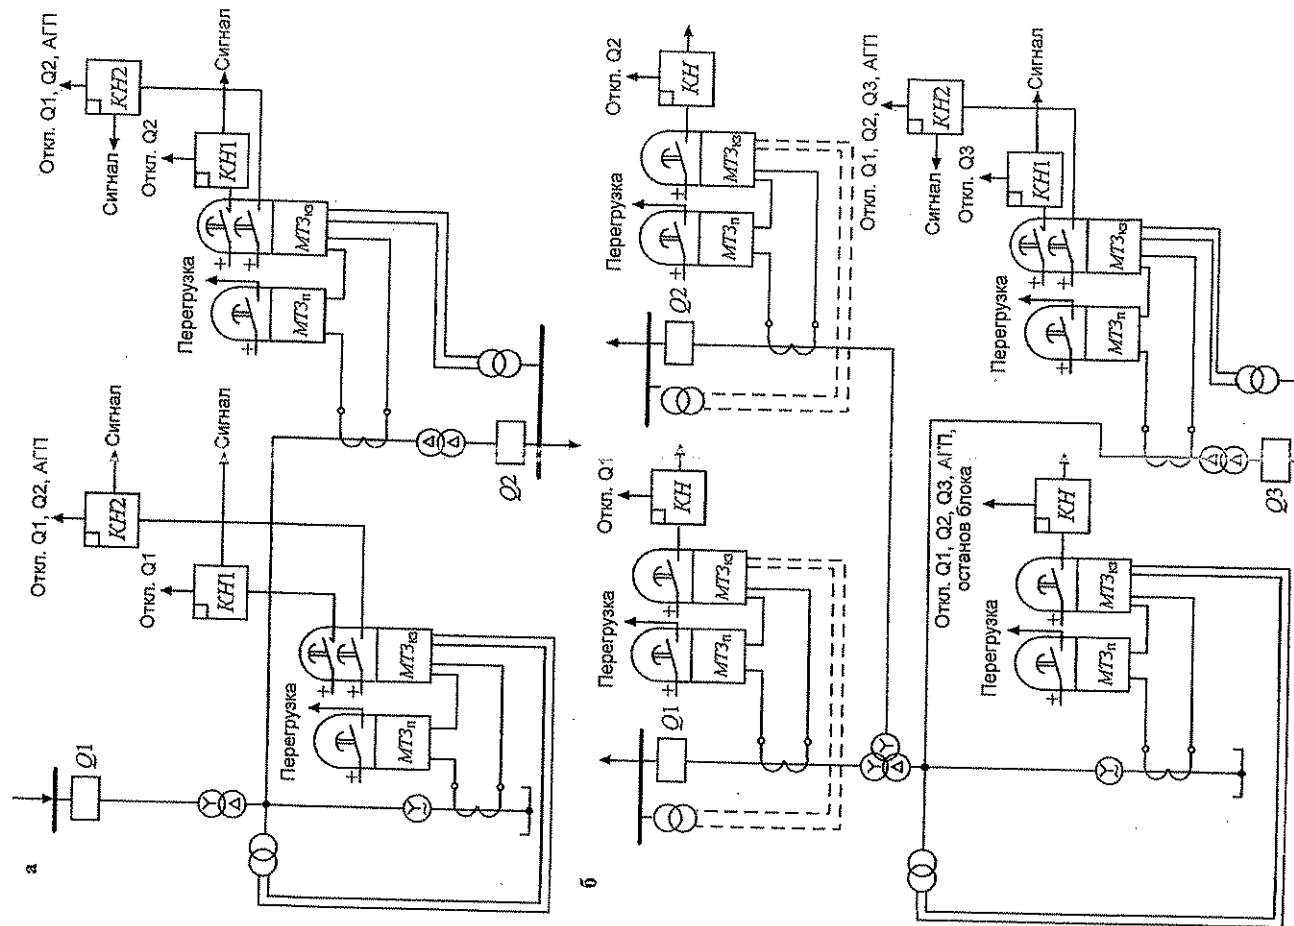 а
Q1
Откл. Q1, Q2, АГП
КН2
Сигнал
Откл. Q1
КН1
Сигнал
Перегрузка
МТЗп
МТЗкз
Откл. Q1, Q2, АГП
КН2
Сигнал
Откл. Q2
КН1
Сигнал
Перегрузка
МТЗп
МТЗкз
Q2
б
Q1
Откл. Q1
КН
Перегрузка
МТЗп
МТЗкз
Q2
Откл. Q2
КН
Перегрузка
МТЗп
МТЗкз
Откл. Q1, Q2, Q3, АГП,
останов блока
КН
Перегрузка
МТЗп
МТЗкз
Откл. Q1, Q2, Q3, АГП
КН2
Сигнал
Откл. Q3
КН1
Сигнал
Перегрузка
МТЗп
МТЗкз
Q3